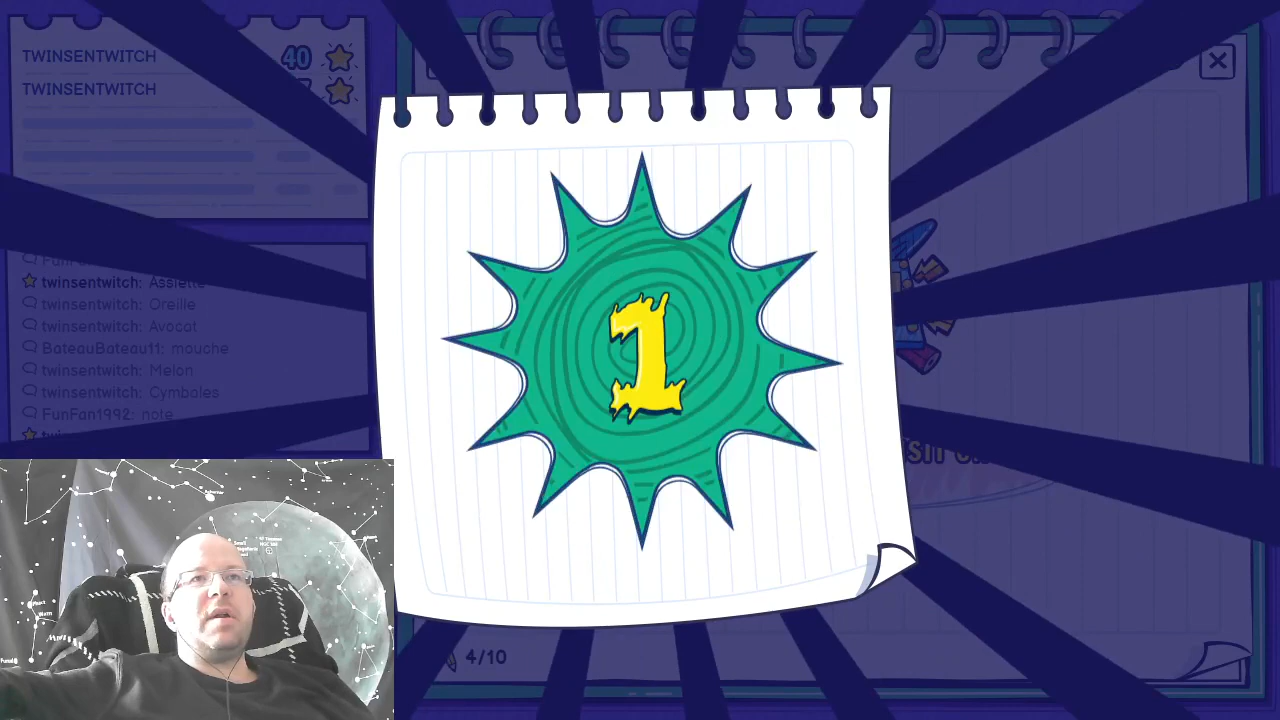 TWINSENTWITCH 40
TWINSENTWITCH
twinsentwitch: Assiette
twinsentwitch: Oreille
twinsentwitch: Avocat
BateauBateau11: mouche
twinsentwitch: Melon
twinsentwitch: Cymbales
FunFan1992: note
1
4/10